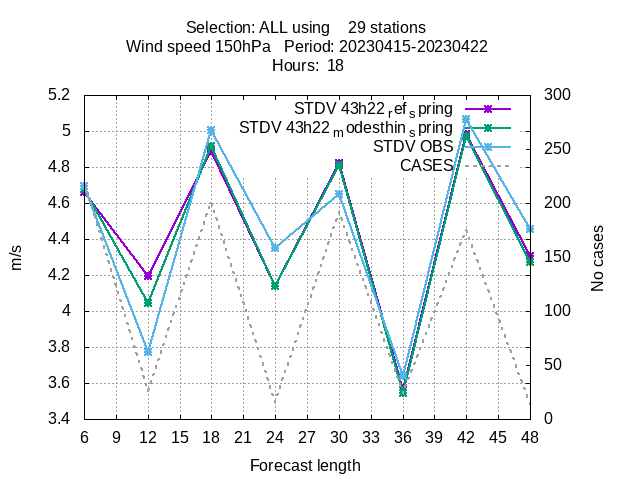 Selection: ALL using    29 stations
Wind speed 150hPa   Period: 20230415-20230422
Hours:  18
STDV 43h22 ref spring
STDV 43h22 modesthin spring
STDV OBS
CASES
5.2
5
4.8
4.6
4.4
4.2
4
3.8
3.6
3.4
300
250
200
150
100
50
0
m/s
No cases
6 9 12 15 18 21 24 27 30 33 36 39 42 45 48
Forecast length